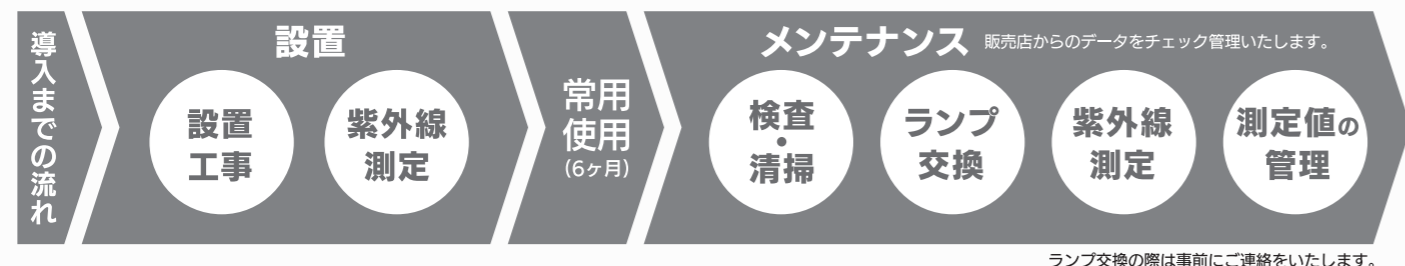 導入までの流れ
設置
設置
工事
紫外線
測定
常用
使用
(6ヶ月)
メンテナンス 販売店からのデータをチェック管理いたします。
検査
・
清掃
ランプ
交換
紫外線
測定
測定値の
管理
ランプ交換の際は事前にご連絡をいたします。